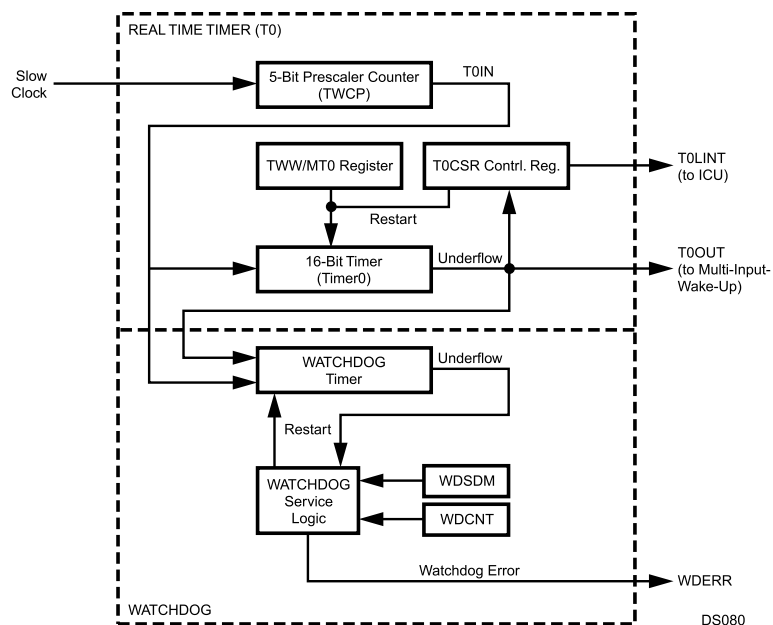 REAL TIME TIMER (T0)
Slow
Clock
5-Bit Prescaler Counter
(TWCP)
T0IN
TWW/MT0 Register
T0CSR Contrl. Reg.
T0LINT
(to ICU)
Restart
16-Bit Timer
(Timer0)
Underflow
T0OUT
(to Multi-Input-
Wake-Up)
WATCHDOG
Timer
Underflow
Restart
WATCHDOG
Service
Logic
WDSDM
WDCNT
Watchdog Error
WDERR
WATCHDOG
DS080